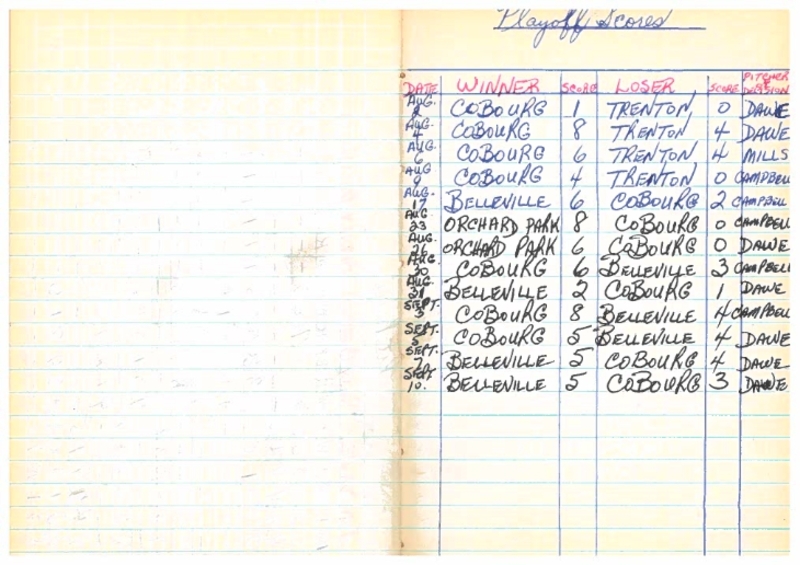 Playoff Scores
DATE WINNER SCORE LOSER SCORE PITCHER & DECISION
AUG. 2 COBOURG 1 TRENTON 0 DAWE
AUG. 4 COBOURG 8 TRENTON 4 DAWE
AUG 6 COBOURG 6 TRENTON 4 MILLS
AUG 9 COBOURG 4 TRENTON 0 CAMPBELL
AUG. 17 BELLEVILLE 6 COBOURG 2 CAMPBELL
AUG. 23 ORCHARD PARK 8 COBOURG 0 CAMPBELL
AUG. 26 ORCHARD PARK 6 COBOURG 0 DAWE
AUG. 30 COBOURG 6 BELLEVILLE 3 CAMPBELL
AUG. 31 BELLEVILLE 2 COBOURG 1 DAWE
SEPT. 3 COBOURG 8 BELLEVILLE 4 CAMPBELL
SEPT. 5 COBOURG 5 BELLEVILLE 4 DAWE
SEPT. 7 BELLEVILLE 5 COBOURG 4 DAWE
SEPT 10. BELLEVILLE 5 COBOURG 3 DAWE